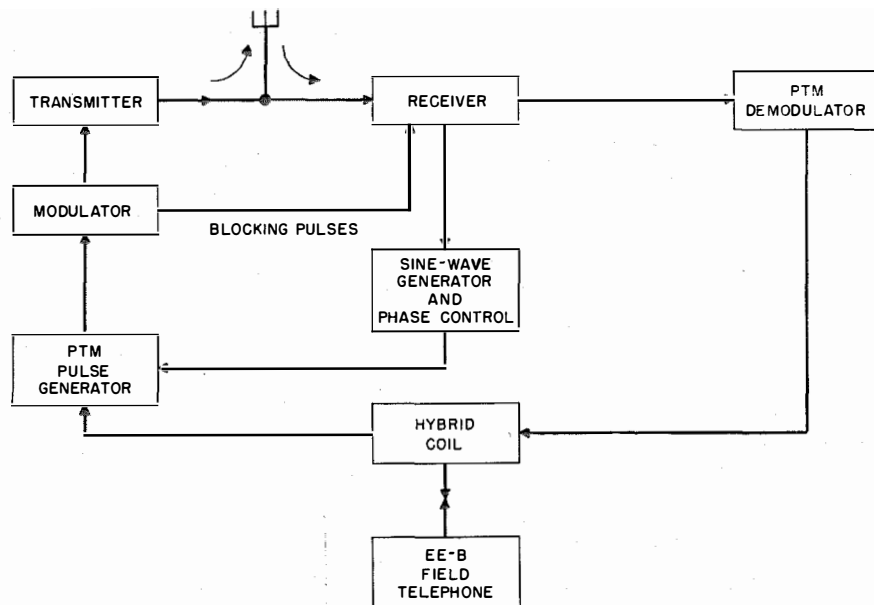 TRANSMITTER
RECEIVER
PTM
DEMODULATOR
MODULATOR
BLOCKING PULSES
SINE-WAVE
GENERATOR
AND
PHASE CONTROL
PTM
PULSE
GENERATOR
HYBRID
COIL
EE-B
FIELD
TELEPHONE